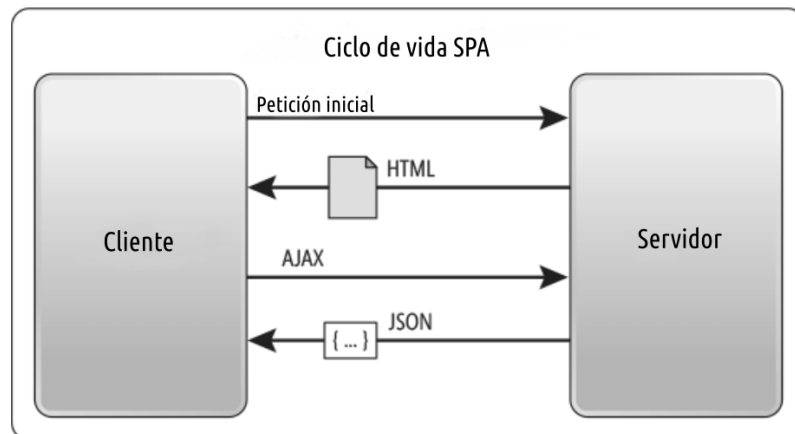 Ciclo de vida SPA
Petición inicial
HTML
Cliente
Servidor
AJAX
JSON
{ ... }